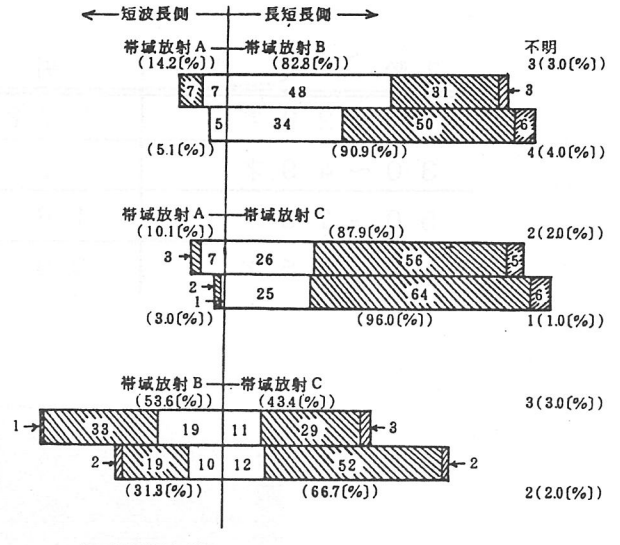 ←短波長側 長短長側→
帯域放射A 帯域放射B 不明
(14.2[%]) (82.8[%]) 3(3.0[%])
7 7 48 31 3
5 34 50 6
(5.1[%]) (90.9[%]) 4(4.0[%])
帯域放射A 帯域放射C
(10.1[%]) (87.9[%]) 2(2.0[%])
3 7 26 56 5
2 1 25 64 6
(3.0[%]) (96.0[%]) 1(1.0[%])
帯域放射B 帯域放射C
(53.6[%]) (43.4[%]) 3(3.0[%])
1 33 19 11 29 3
2 19 10 12 52 2
(31.3[%]) (66.7[%]) 2(2.0[%])